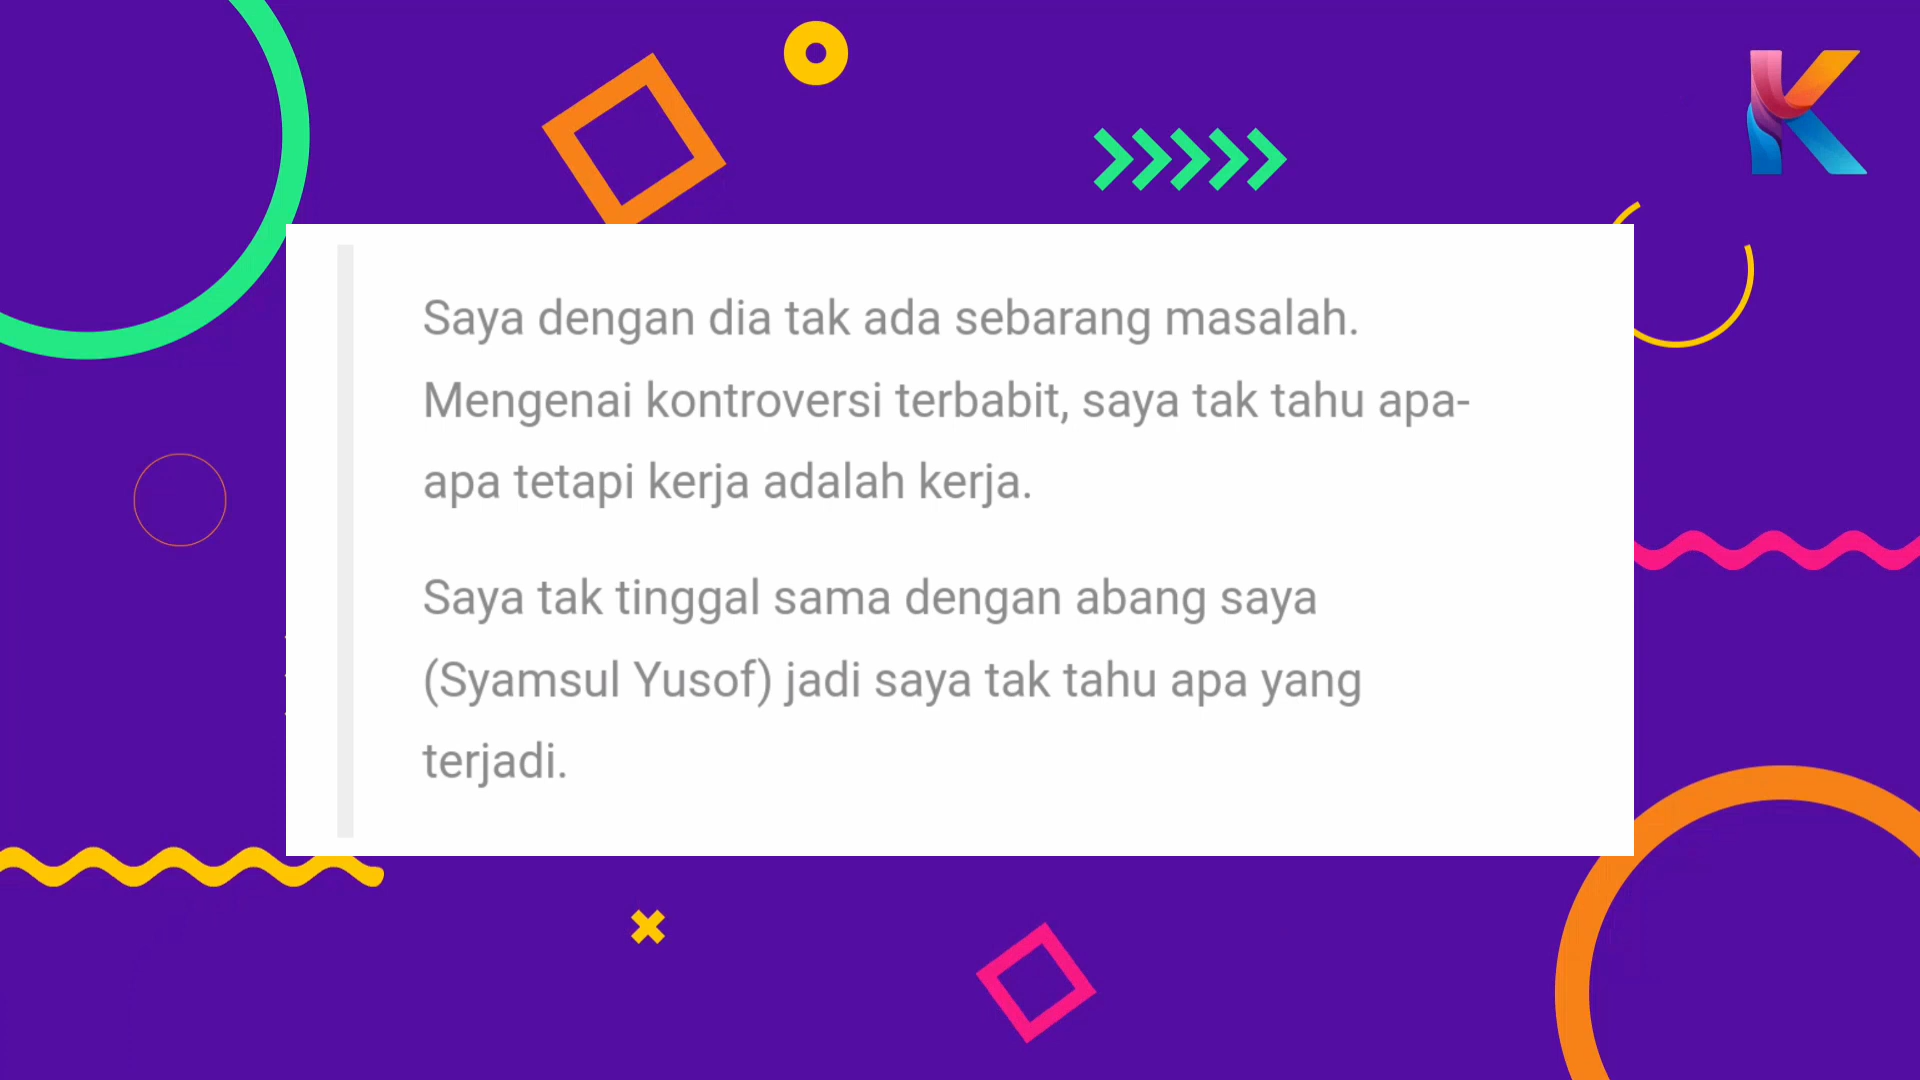 K
Saya dengan dia tak ada sebarang masalah.
Mengenai kontroversi terbabit, saya tak tahu apa-
apa tetapi kerja adalah kerja.
Saya tak tinggal sama dengan abang saya
(Syamsul Yusof) jadi saya tak tahu apa yang
terjadi.